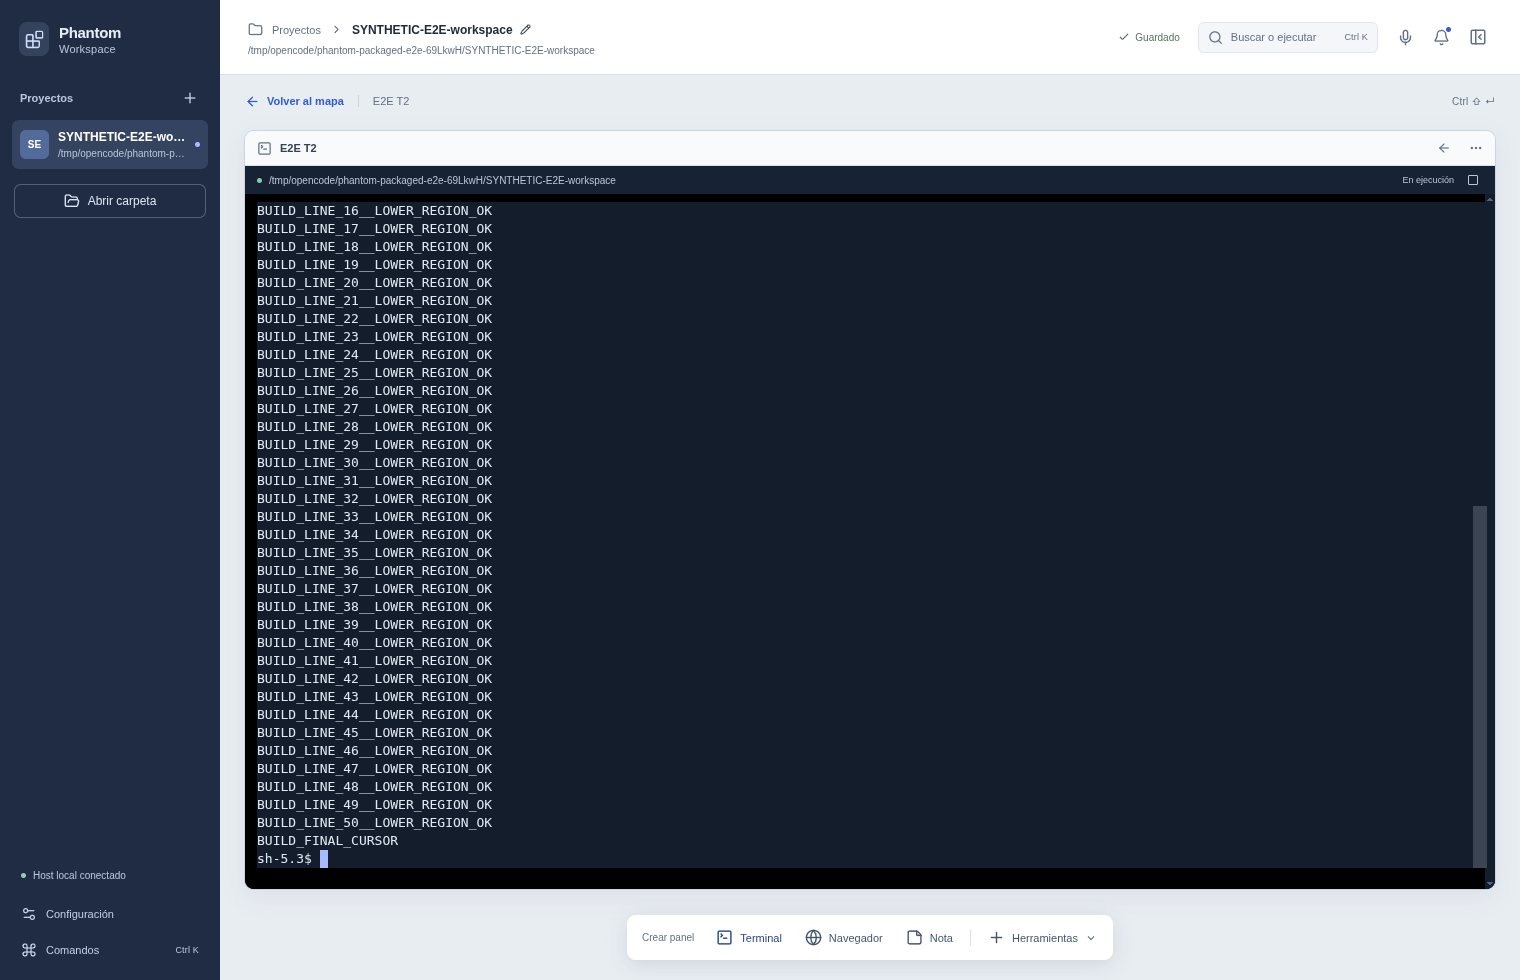 Phantom
Workspace
Proyectos
SE
SYNTHETIC-E2E-wo...
/tmp/opencode/phantom-p...
Abrir carpeta
Host local conectado
Configuración
Comandos
Ctrl K
Proyectos
SYNTHETIC-E2E-workspace
/tmp/opencode/phantom-packaged-e2e-69LkwH/SYNTHETIC-E2E-workspace
Guardado
Buscar o ejecutar
Ctrl K
Volver al mapa
E2E T2
Ctrl
E2E T2
/tmp/opencode/phantom-packaged-e2e-69LkwH/SYNTHETIC-E2E-workspace
En ejecución
BUILD_LINE_16__LOWER_REGION_OK
BUILD_LINE_17__LOWER_REGION_OK
BUILD_LINE_18__LOWER_REGION_OK
BUILD_LINE_19__LOWER_REGION_OK
BUILD_LINE_20__LOWER_REGION_OK
BUILD_LINE_21__LOWER_REGION_OK
BUILD_LINE_22__LOWER_REGION_OK
BUILD_LINE_23__LOWER_REGION_OK
BUILD_LINE_24__LOWER_REGION_OK
BUILD_LINE_25__LOWER_REGION_OK
BUILD_LINE_26__LOWER_REGION_OK
BUILD_LINE_27__LOWER_REGION_OK
BUILD_LINE_28__LOWER_REGION_OK
BUILD_LINE_29__LOWER_REGION_OK
BUILD_LINE_30__LOWER_REGION_OK
BUILD_LINE_31__LOWER_REGION_OK
BUILD_LINE_32__LOWER_REGION_OK
BUILD_LINE_33__LOWER_REGION_OK
BUILD_LINE_34__LOWER_REGION_OK
BUILD_LINE_35__LOWER_REGION_OK
BUILD_LINE_36__LOWER_REGION_OK
BUILD_LINE_37__LOWER_REGION_OK
BUILD_LINE_38__LOWER_REGION_OK
BUILD_LINE_39__LOWER_REGION_OK
BUILD_LINE_40__LOWER_REGION_OK
BUILD_LINE_41__LOWER_REGION_OK
BUILD_LINE_42__LOWER_REGION_OK
BUILD_LINE_43__LOWER_REGION_OK
BUILD_LINE_44__LOWER_REGION_OK
BUILD_LINE_45__LOWER_REGION_OK
BUILD_LINE_46__LOWER_REGION_OK
BUILD_LINE_47__LOWER_REGION_OK
BUILD_LINE_48__LOWER_REGION_OK
BUILD_LINE_49__LOWER_REGION_OK
BUILD_LINE_50__LOWER_REGION_OK
BUILD_FINAL_CURSOR
sh-5.3$
Crear panel
Terminal
Navegador
Nota
Herramientas